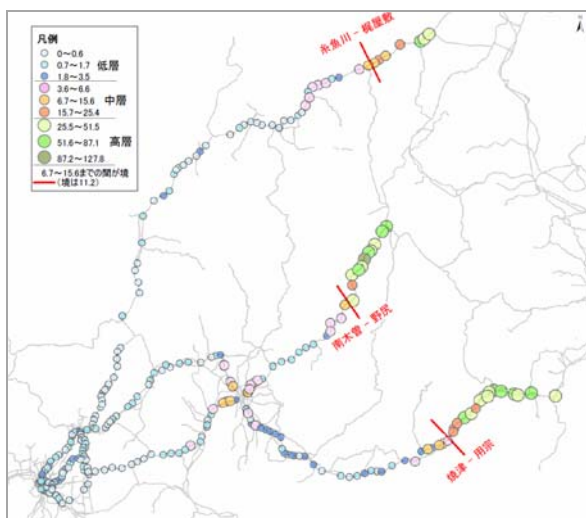 凡例
0～0.6
0.7～1.7 低層
1.8～3.5
3.6～6.6
6.7～15.6 中層
15.7～25.4
25.5～51.5
51.6～87.1 高層
87.2～127.8
6.7～15.6までの間が境
(境は11.2)
糸魚川－梶屋敷
南木曽－野尻
焼津－用宗